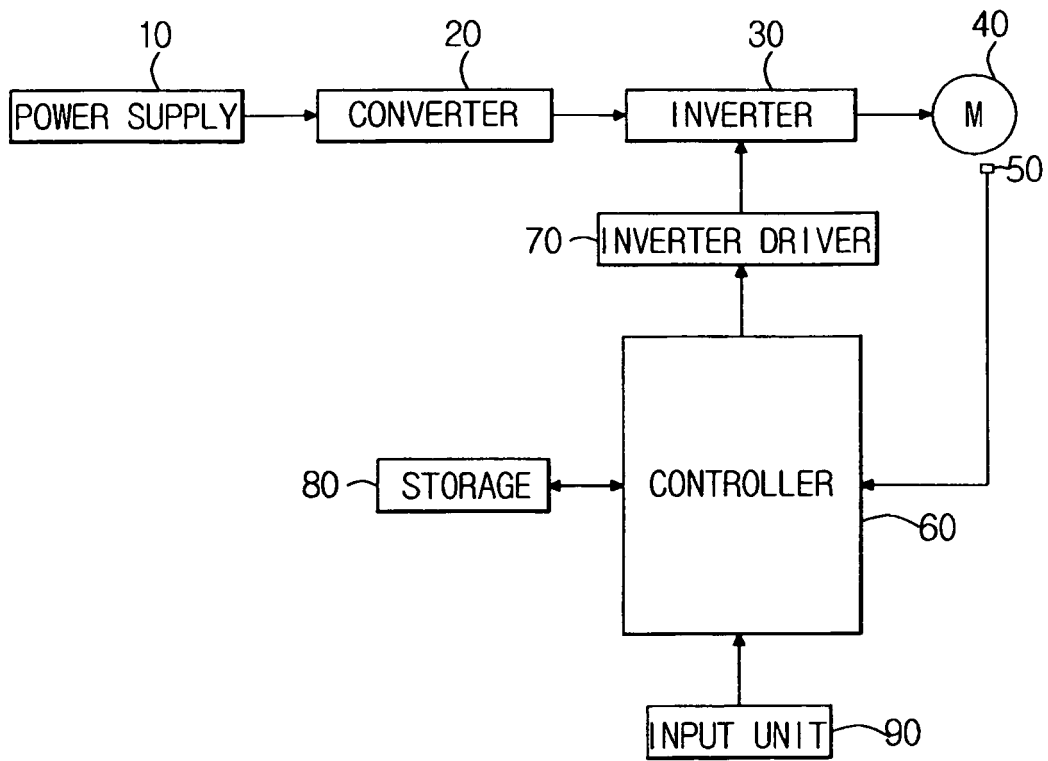 10
20
30
40
POWER SUPPLY
CONVERTER
INVERTER
M
50
70
INVERTER DRIVER
80
STORAGE
CONTROLLER
60
INPUT UNIT
90